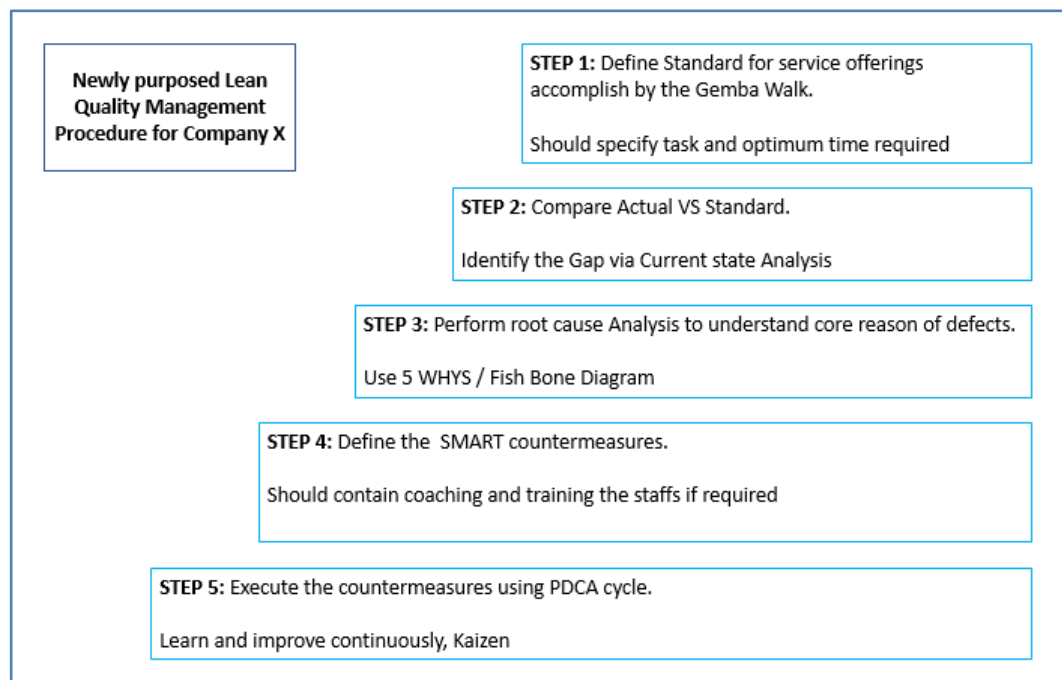 Newly purposed Lean
Quality Management
Procedure for Company X
STEP 1: Define Standard for service offerings
accomplish by the Gemba Walk.
Should specify task and optimum time required
STEP 2: Compare Actual VS Standard.
Identify the Gap via Current state Analysis
STEP 3: Perform root cause Analysis to understand core reason of defects.
Use 5 WHYS / Fish Bone Diagram
STEP 4: Define the  SMART countermeasures.
Should contain coaching and training the staffs if required
STEP 5: Execute the countermeasures using PDCA cycle.
Learn and improve continuously, Kaizen